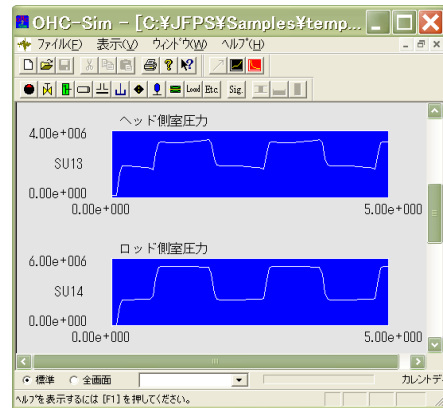 OHC-Sim - [C:¥JFPS¥Samples¥temp...
ファイル(F) 表示(V) ウィンドウ(W) ヘルプ(H)
Load Etc. Sig.
ヘッド側室圧力
4.00e+006
SU13
0.00e+000
0.00e+000 5.00e+000
ロッド側室圧力
6.00e+006
SU14
0.00e+000
0.00e+000 5.00e+000
標準 全画面 カレントデ
ヘルプを表示するには [F1] を押してください。